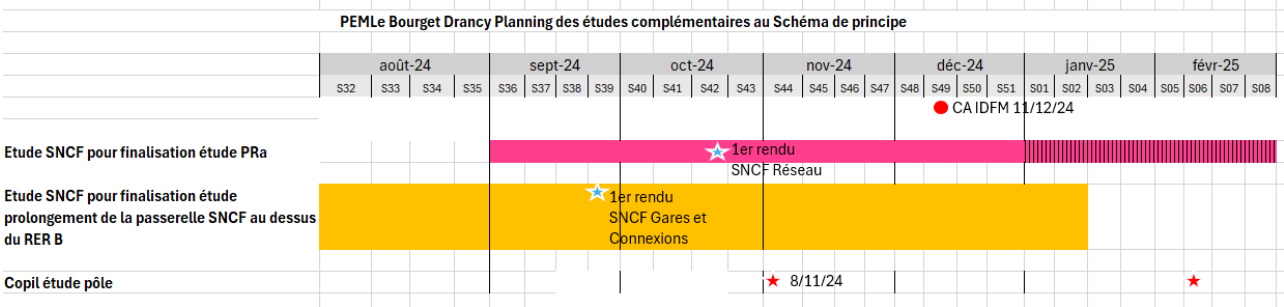 PEMLe Bourget Drancy Planning des études complémentaires au Schéma de principe
août-24 sept-24 oct-24 nov-24 déc-24 janv-25 févr-25
S32 S33 S34 S35 S36 S37 S38 S39 S40 S41 S42 S43 S44 S45 S46 S47 S48 S49 S50 S51 S01 S02 S03 S04 S05 S06 S07 S08
CA IDFM 11/12/24
Etude SNCF pour finalisation étude PRa
1er rendu
SNCF Réseau
Etude SNCF pour finalisation étude
prolongement de la passerelle SNCF au dessus
du RER B
1er rendu
SNCF Gares et
Connexions
Copil étude pôle
8/11/24